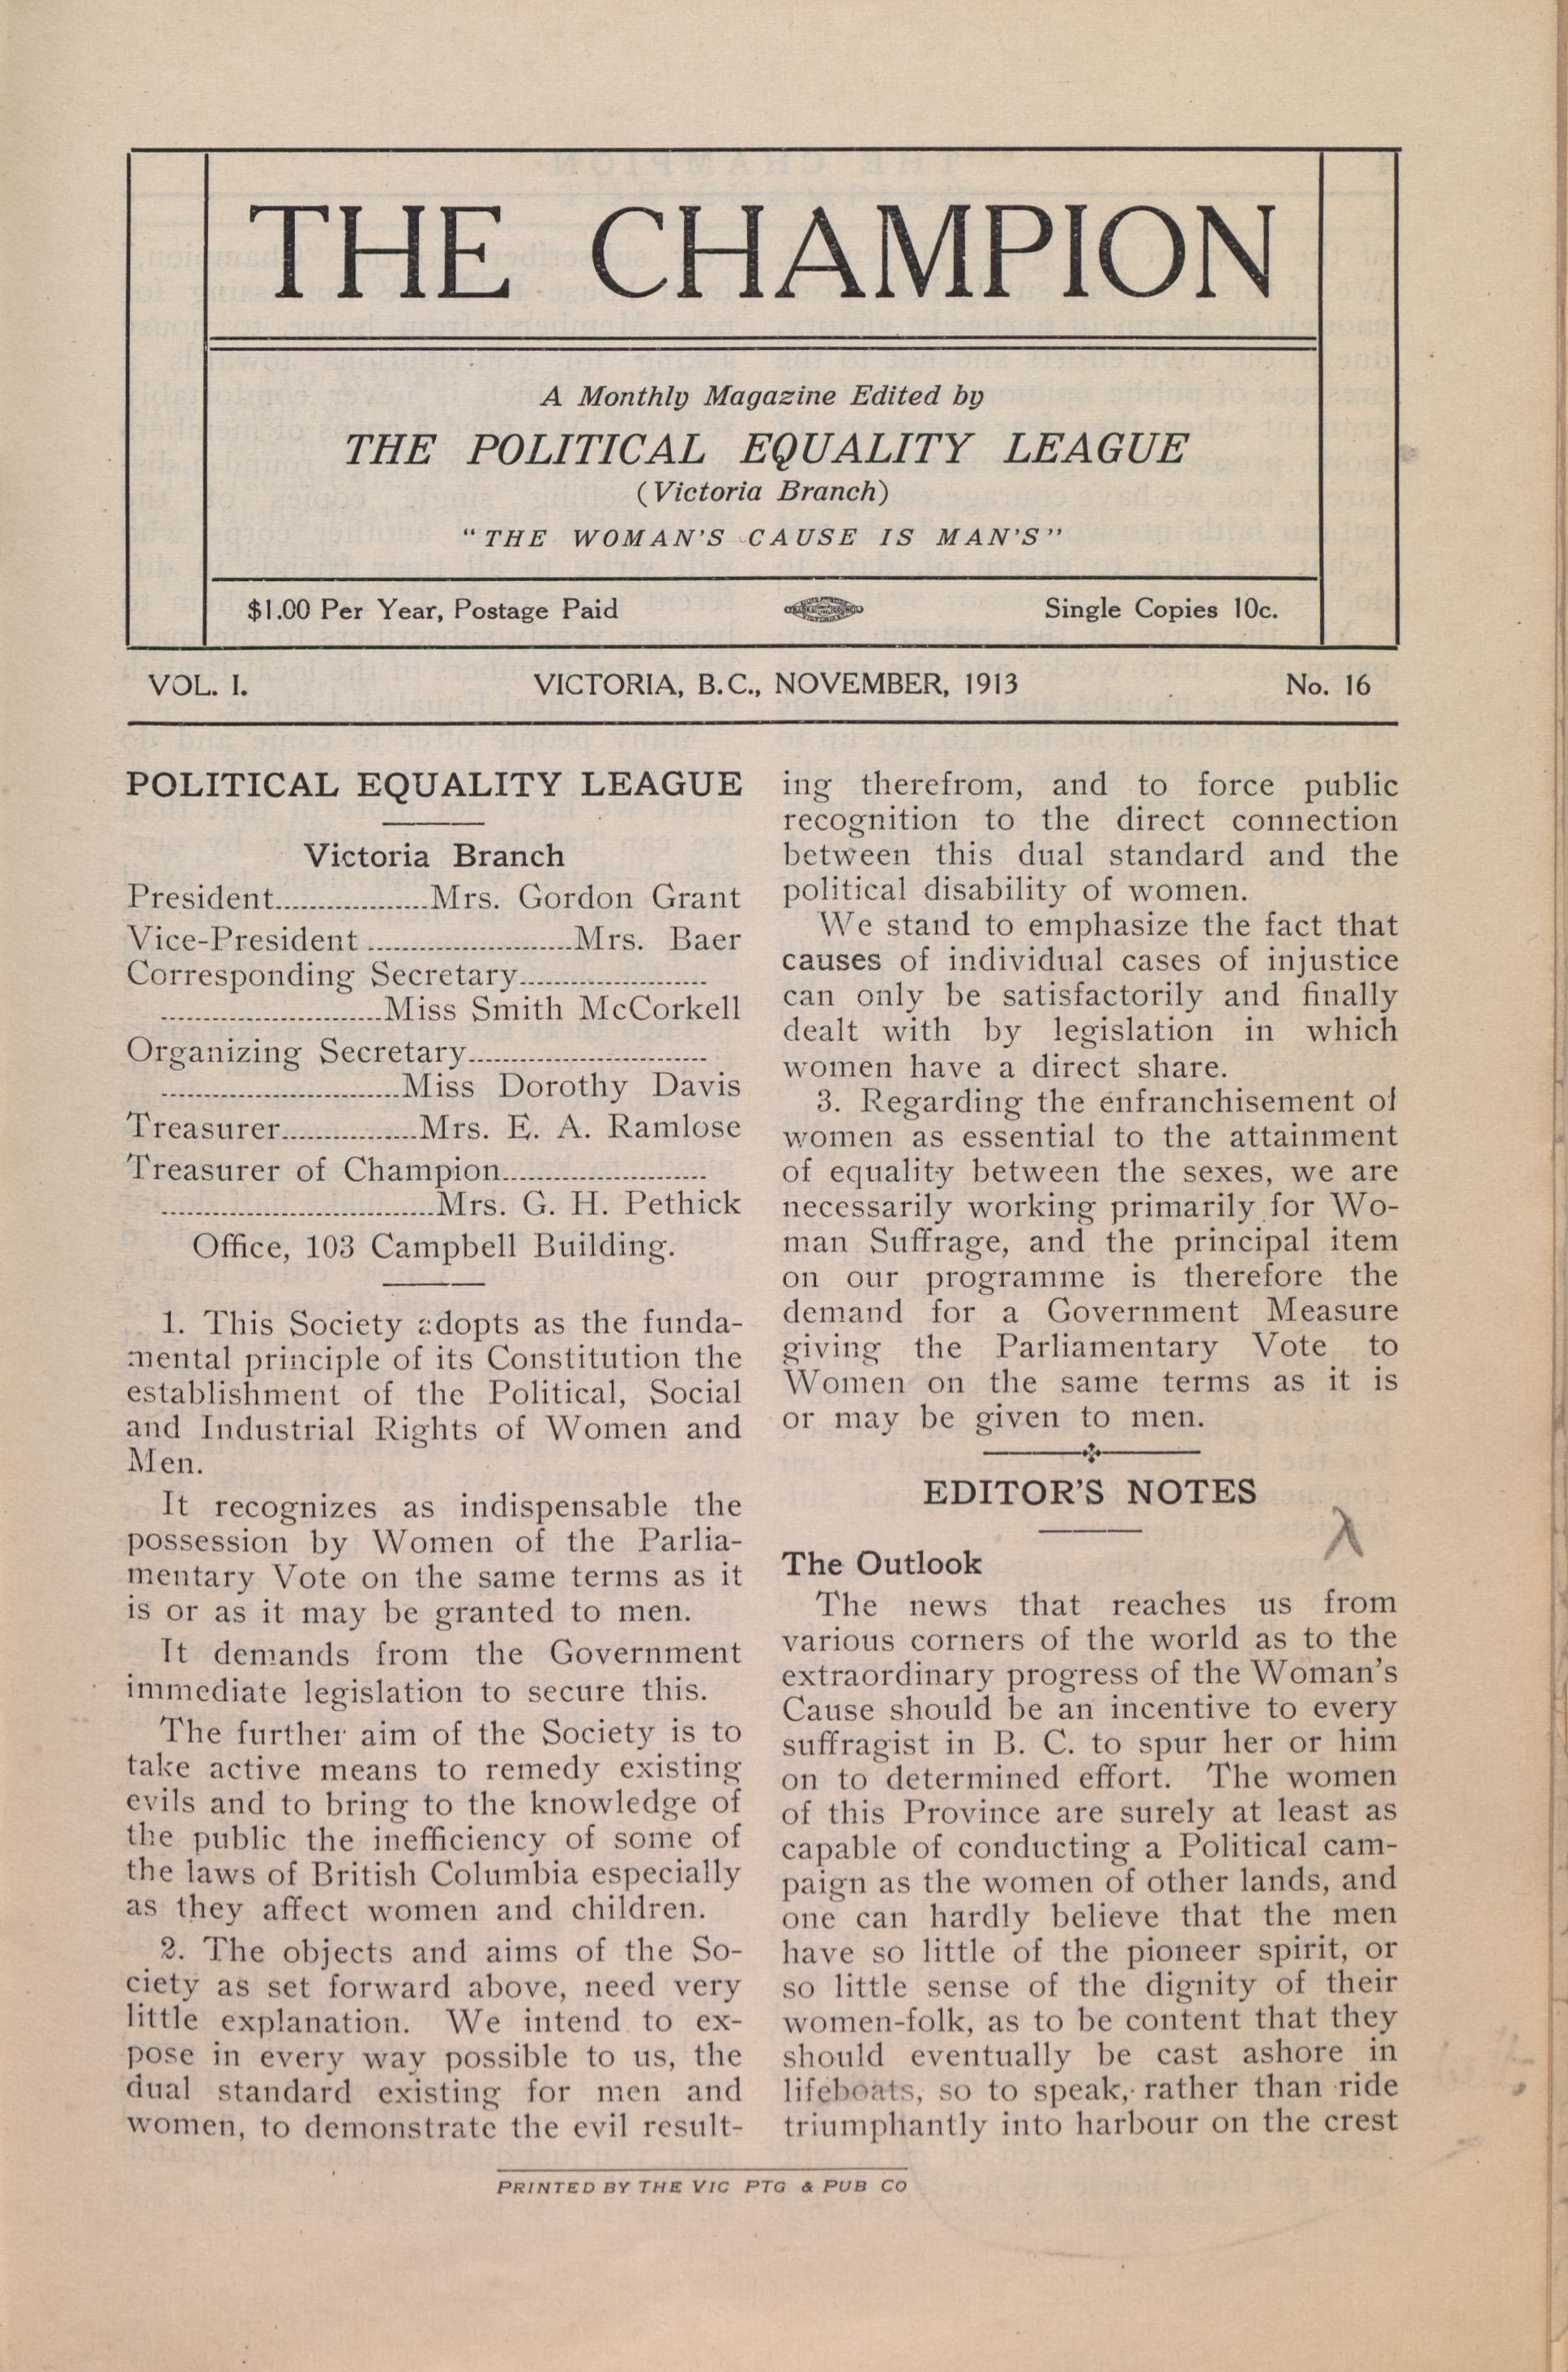 THE CHAMPION
A Monthly Magazine Edited by
THE POLITICAL EQUALITY LEAGUE
(Victoria Branch)
"THE WOMAN'S CAUSE IS MAN'S"
$1.00 Per Year, Postage Paid Single Copies 10c.
VOL. I. VICTORIA, B.C., NOVEMBER, 1913 No. 16
POLITICAL EQUALITY LEAGUE
Victoria Branch
President..................Mrs. Gordon Grant
Vice-President........................Mrs. Baer
Corresponding Secretary......................
..........................Miss Smith McCorkell
Organizing Secretary............................
............................Miss Dorothy Davis
Treasurer................Mrs. E. A. Ramlose
Treasurer of Champion........................
................................Mrs. G. H. Pethick
Office, 103 Campbell Building.
1. This Society adopts as the funda-
mental principle of its Constitution the
establishment of the Political, Social
and Industrial Rights of Women and
Men.
It recognizes as indispensable the
possession by Women of the Parlia-
mentary Vote on the same terms as it
is or as it may be granted to men.
It demands from the Government
immediate legislation to secure this.
The further aim of the Society is to
take active means to remedy existing
evils and to bring to the knowledge of
the public the inefficiency of some of
the laws of British Columbia especially
as they affect women and children.
2. The objects and aims of the So-
ciety as set forward above, need very
little explanation. We intend to ex-
pose in every way possible to us, the
dual standard existing for men and
women, to demonstrate the evil result-
ing therefrom, and to force public
recognition to the direct connection
between this dual standard and the
political disability of women.
We stand to emphasize the fact that
causes of individual cases of injustice
can only be satisfactorily and finally
dealt with by legislation in which
women have a direct share.
3. Regarding the enfranchisement of
women as essential to the attainment
of equality between the sexes, we are
necessarily working primarily for Wo-
man Suffrage, and the principal item
on our programme is therefore the
demand for a Government Measure
giving the Parliamentary Vote to
Women on the same terms as it is
or may be given to men.
EDITOR'S NOTES
The Outlook
The news that reaches us from
various corners of the world as to the
extraordinary progress of the Woman's
Cause should be an incentive to every
suffragist in B. C. to spur her or him
on to determined effort. The women
of this Province are surely at least as
capable of conducting a Political cam-
paign as the women of other lands, and
one can hardly believe that the men
have so little of the pioneer spirit, or
so little sense of the dignity of their
women-folk, as to be content that they
should eventually be cast ashore in
lifeboats, so to speak, rather than ride
triumphantly into harbour on the crest
PRINTED BY THE VIC PTG & PUB CO